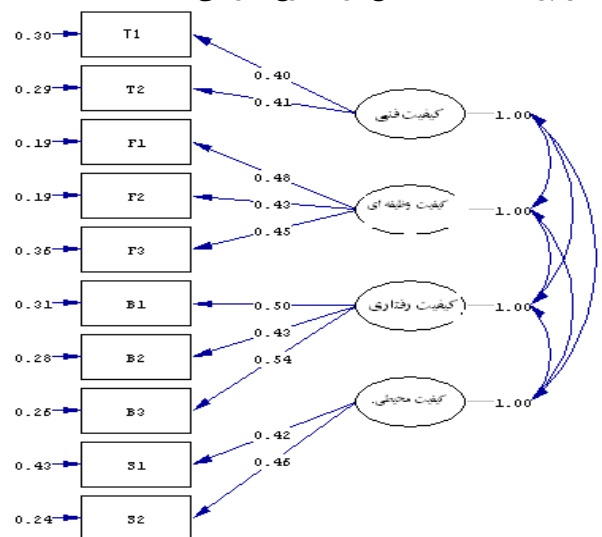 0.30 T1
0.40
0.29 T2
0.41
کیفیت فنی 1.00
0.19 F1
0.48
0.19 F2
0.43
کیفیت وظیفه ای 1.00
0.45
0.35 F3
0.31 B1
0.50
کیفیت رفتاری 1.00
0.43
0.28 B2
0.54
0.25 B3
کیفیت محیطی 1.00
0.42
0.43 S1
0.45
0.24 S2